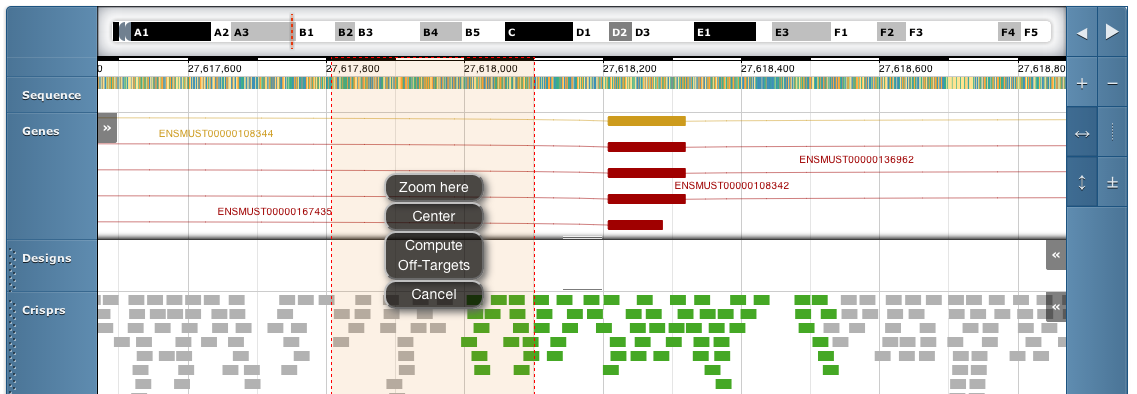 A1 A2 A3 B1 B2 B3 B4 B5 C D1 D2 D3 E1 E3 F1 F2 F3 F4 F5
0 27,617,600 27,617,800 27,618,000 27,618,200 27,618,400 27,618,600 27,618,80
Sequence
Genes
ENSMUST00000108344
ENSMUST00000136962
ENSMUST00000108342
ENSMUST00000167435
Zoom here
Center
Compute
Off-Targets
Cancel
Designs
Crisprs